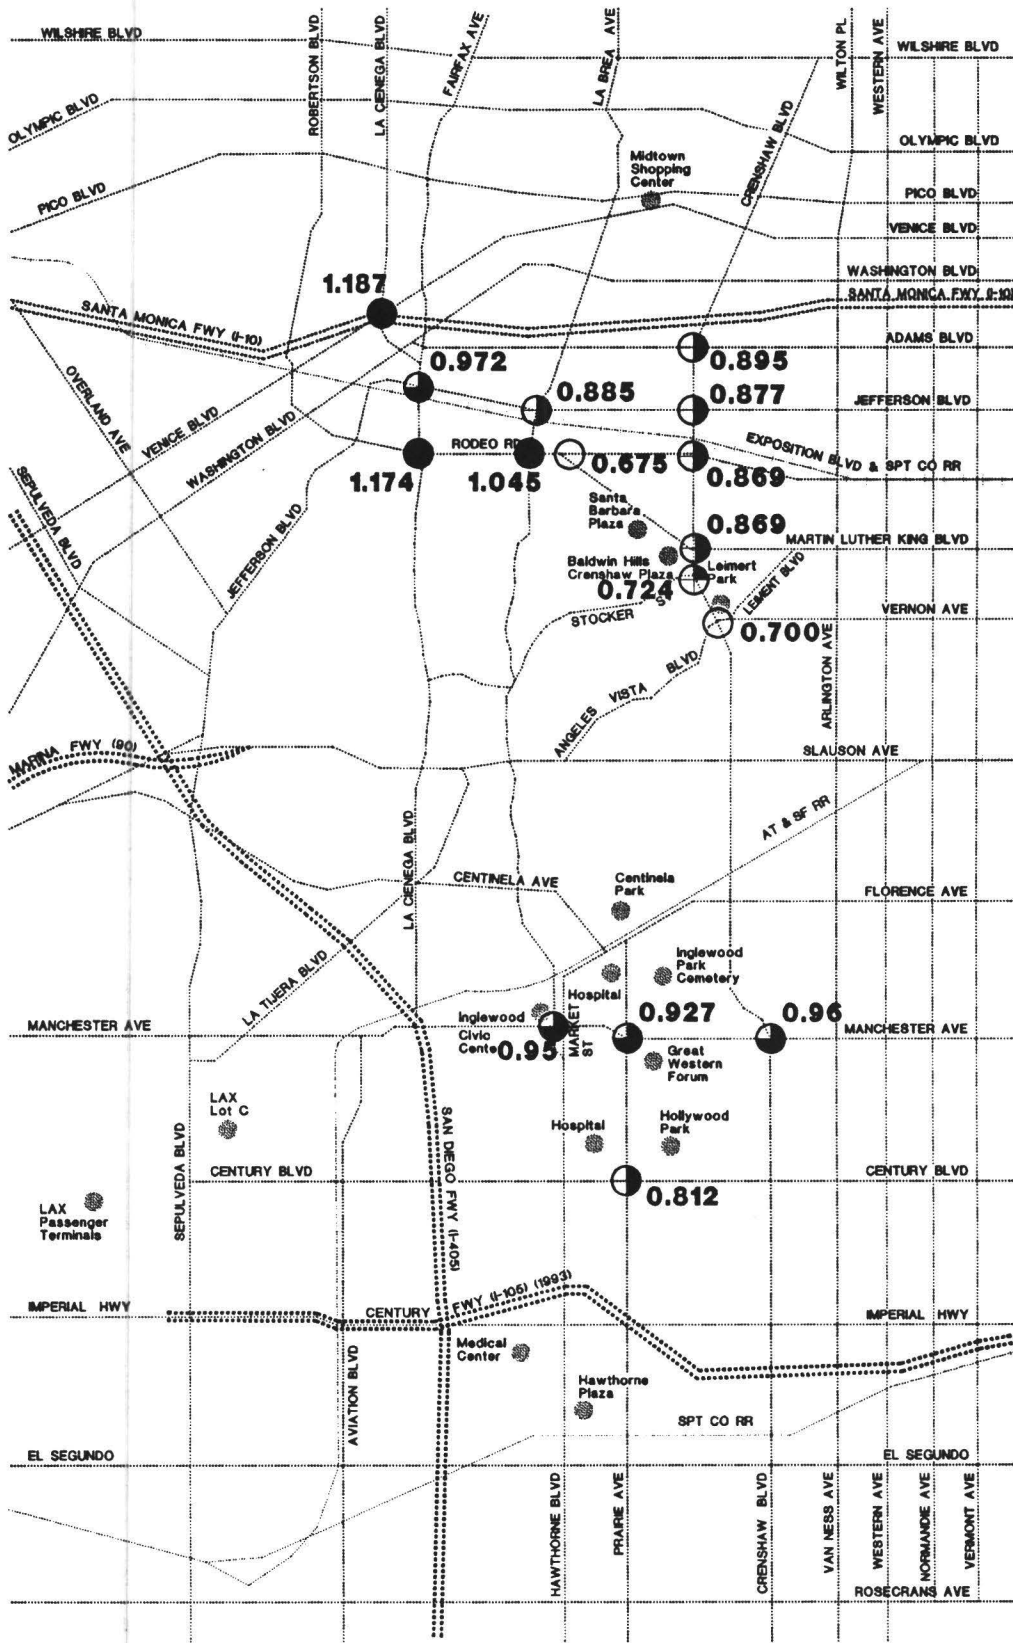 WILSHIRE BLVD
ROBERTSON BLVD
LA CIENEGA BLVD
FAIRFAX AVE
LA BREA AVE
WILTON PL
WESTERN AVE
WILSHIRE BLVD
OLYMPIC BLVD
CRENSHAW BLVD
OLYMPIC BLVD
Midtown
Shopping
Center
PICO BLVD
PICO BLVD
VENICE BLVD
WASHINGTON BLVD
1.187
SANTA MONICA FWY (I-10)
SANTA MONICA FWY (I-10)
ADAMS BLVD
0.972
0.895
OVERLAND AVE
0.885
0.877
JEFFERSON BLVD
VENICE BLVD
WASHINGTON BLVD
RODEO RD
EXPOSITION BLVD & SPT CO RR
SEPULVEDA BLVD
1.174
1.045
0.675
0.869
Santa
Barbara
Plaza
JEFFERSON BLVD
0.869
MARTIN LUTHER KING BLVD
Baldwin Hills
Crenshaw Plaza
Leimert
Park
LEIMERT BLVD
0.724
STOCKER ST
VERNON AVE
0.700
ARLINGTON AVE
ANGELES VISTA BLVD
MARINA FWY (90)
SLAUSON AVE
AT & SF RR
LA CIENEGA BLVD
CENTINELA AVE
Centinela
Park
FLORENCE AVE
LA TIJERA BLVD
Inglewood
Park
Cemetery
Hospital
MANCHESTER AVE
Inglewood
Civic
Cente
0.95
MARKET ST
0.927
0.96
MANCHESTER AVE
Great
Western
Forum
LAX
Lot C
SAN DIEGO FWY (I-405)
Hospital
Hollywood
Park
SEPULVEDA BLVD
CENTURY BLVD
CENTURY BLVD
0.812
LAX
Passenger
Terminals
IMPERIAL HWY
CENTURY FWY (I-105) (1993)
IMPERIAL HWY
Medical
Center
AVIATION BLVD
Hawthorne
Plaza
SPT CO RR
EL SEGUNDO
EL SEGUNDO
HAWTHORNE BLVD
PRAIRIE AVE
CRENSHAW BLVD
VAN NESS AVE
WESTERN AVE
NORMANDIE AVE
VERMONT AVE
ROSECRANS AVE